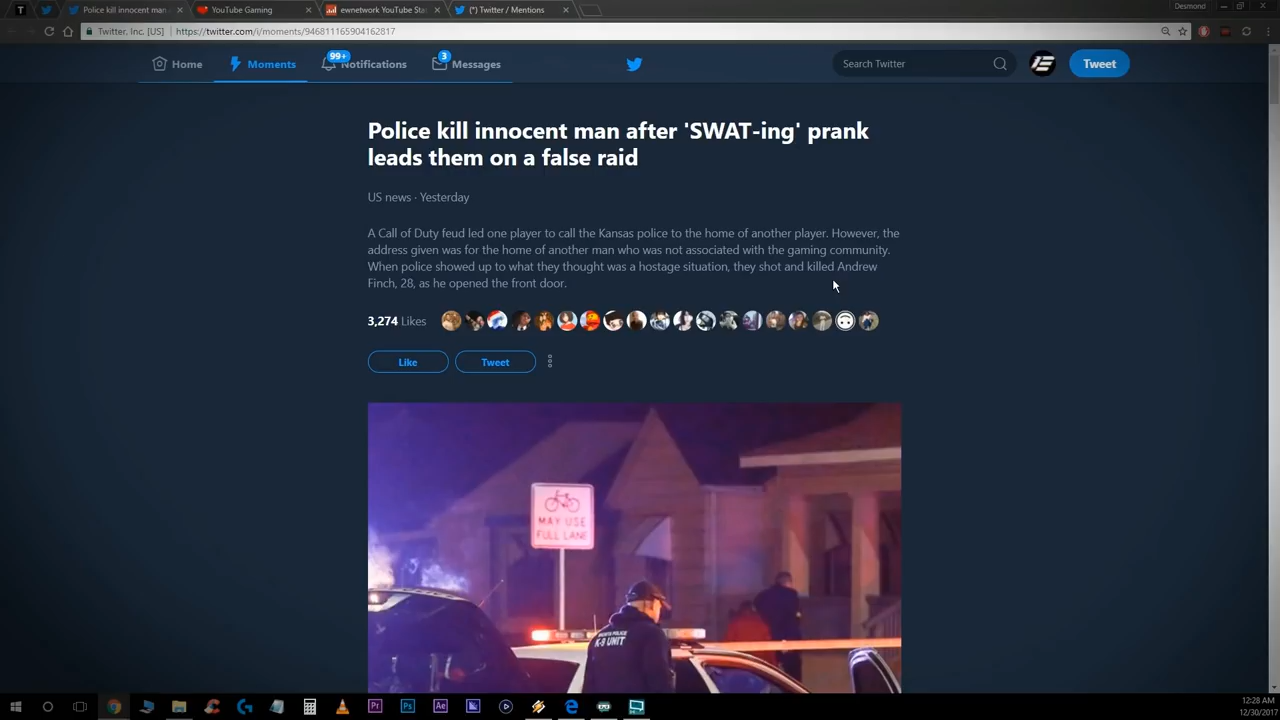 Police kill innocent man
YouTube Gaming
ewnetwork YouTube Sta
(*) Twitter / Mentions
Desmond
Twitter, Inc. [US]
https://twitter.com/i/moments/946811165904162817
Home
Moments
99+
Notifications
3
Messages
Search Twitter
Tweet
Police kill innocent man after 'SWAT-ing' prank
leads them on a false raid
US news · Yesterday
A Call of Duty feud led one player to call the Kansas police to the home of another player. However, the
address given was for the home of another man who was not associated with the gaming community.
When police showed up to what they thought was a hostage situation, they shot and killed Andrew
Finch, 28, as he opened the front door.
3,274 Likes
Like
Tweet
MAY USE
FULL LANE
WICHITA POLICE
K-9 UNIT
Pr
Ps
Ae
12:28 AM
12/30/2017